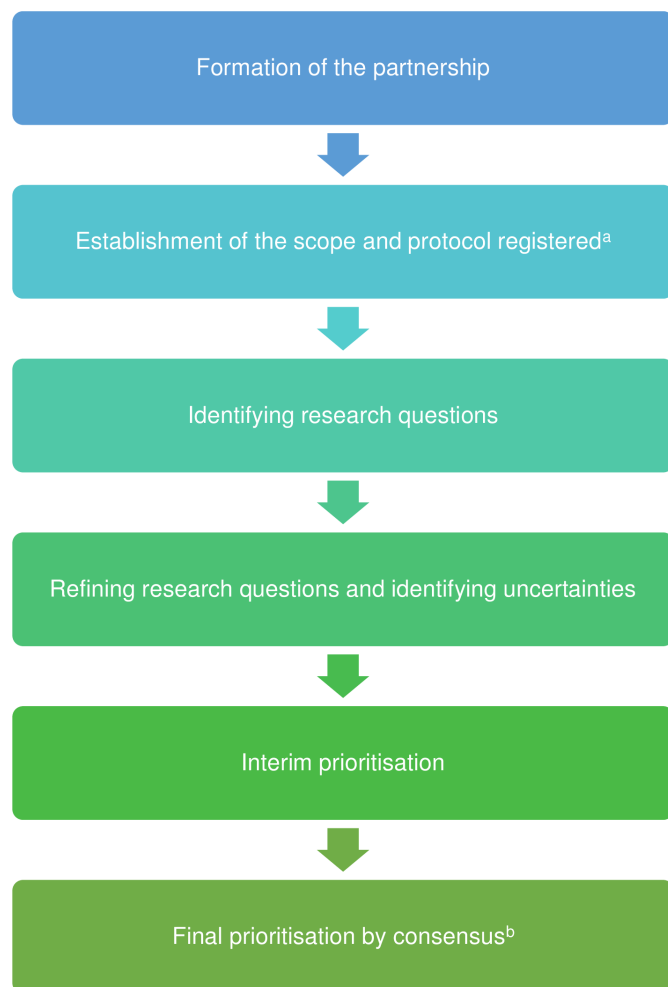 Formation of the partnership
Establishment of the scope and protocol registeredᵃ
Identifying research questions
Refining research questions and identifying uncertainties
Interim prioritisation
Final prioritisation by consensusᵇ